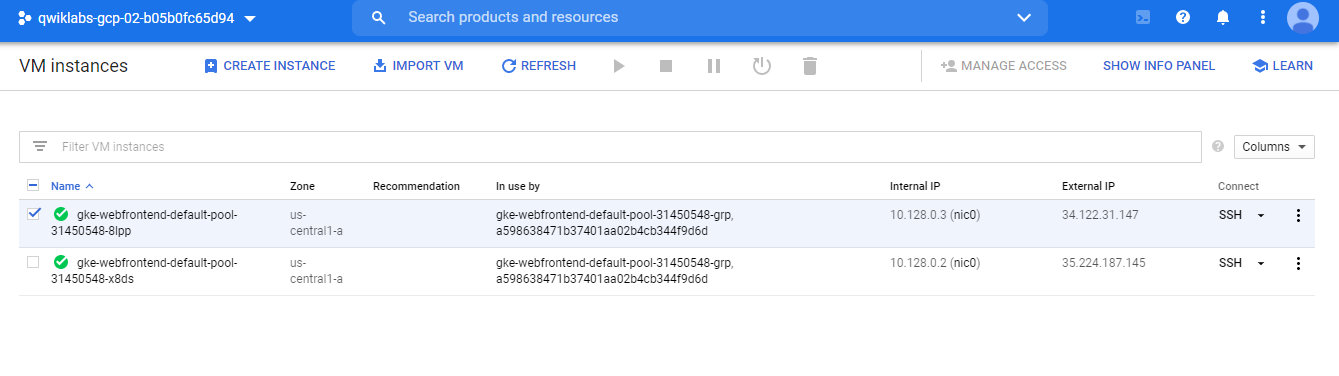 qwiklabs-gcp-02-b05b0fc65d94 Search products and resources
VM instances CREATE INSTANCE IMPORT VM REFRESH MANAGE ACCESS SHOW INFO PANEL LEARN
Filter VM instances Columns
Name Zone Recommendation In use by Internal IP External IP Connect
gke-webfrontend-default-pool- us- gke-webfrontend-default-pool-31450548-grp, 10.128.0.3 (nic0) 34.122.31.147 SSH
31450548-8lpp central1-a a598638471b37401aa02b4cb344f9d6d
gke-webfrontend-default-pool- us- gke-webfrontend-default-pool-31450548-grp, 10.128.0.2 (nic0) 35.224.187.145 SSH
31450548-x8ds central1-a a598638471b37401aa02b4cb344f9d6d